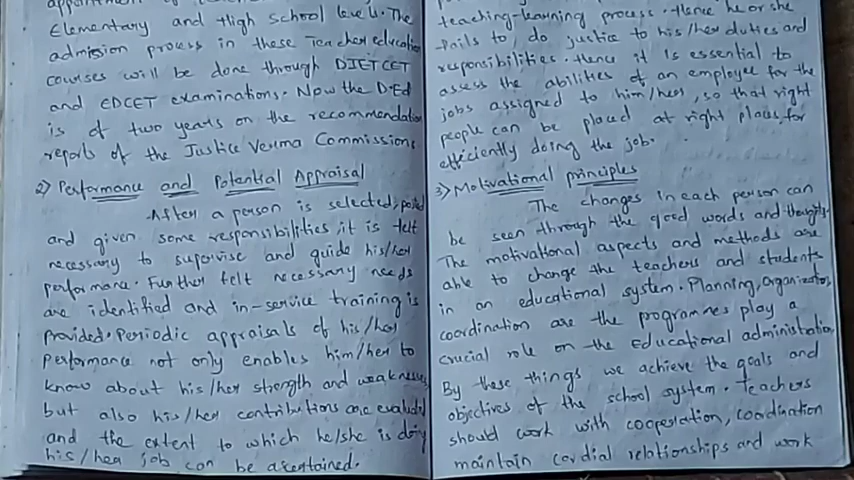 Elementary and High School level. The
admission process in these Teacher education
courses will be done through DIETCET
and EDCET examinations. Now the D.Ed
is of two years on the recommendation
reports of the Justice Verma Commissions
2) Performance and Potential Appraisal
After a person is selected, posted
and given some responsibilities it is felt
necessary to supervise and guide his/her
performance. Further felt necessary needs
are identified and in-service training is
Provided. Periodic appraisals of his/her
Performance not only enables him/her to
know about his/her strength and weaknesses
but also his/her contributions are evaluated
and the extent to which he/she is doing
his/her job can be acertained.
teaching-learning process. Hence he or she
fails to, do justice to his/her duties and
responsibilities. Hence it is essential to
assess the abilities of an employee for the
jobs assigned to him/her, so that right
people can be placed at right places for
efficiently doing the job.
3) Motivational principles
The changes in each person can
be seen through the good words and thoughts.
The motivational aspects and methods are
able to change the teachers and students
in an educational system. Planning, Organization,
coordination are the programmes play a
crucial role on the Educational administration,
By these things we achieve the goals and
objectives of the school system. Teachers
should work with cooperation, coordination
maintain cordial relationships and work